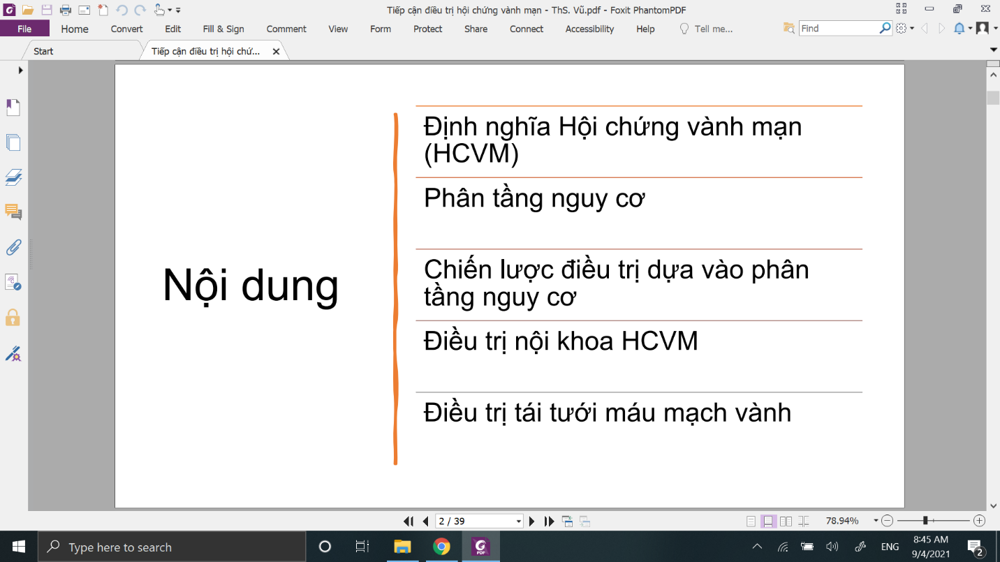 Tiếp cận điều trị hội chứng vành mạn - ThS. Vũ.pdf - Foxit PhantomPDF
File Home Convert Edit Fill & Sign Comment View Form Protect Share Connect Accessibility Help Tell me... Find
Start Tiếp cận điều trị hội chứ...
Định nghĩa Hội chứng vành mạn
(HCVM)
Phân tầng nguy cơ
Nội dung
Chiến lược điều trị dựa vào phân
tầng nguy cơ
Điều trị nội khoa HCVM
Điều trị tái tưới máu mạch vành
2 / 39 78.94%
Type here to search
PDF
ENG
8:45 AM
9/4/2021
2